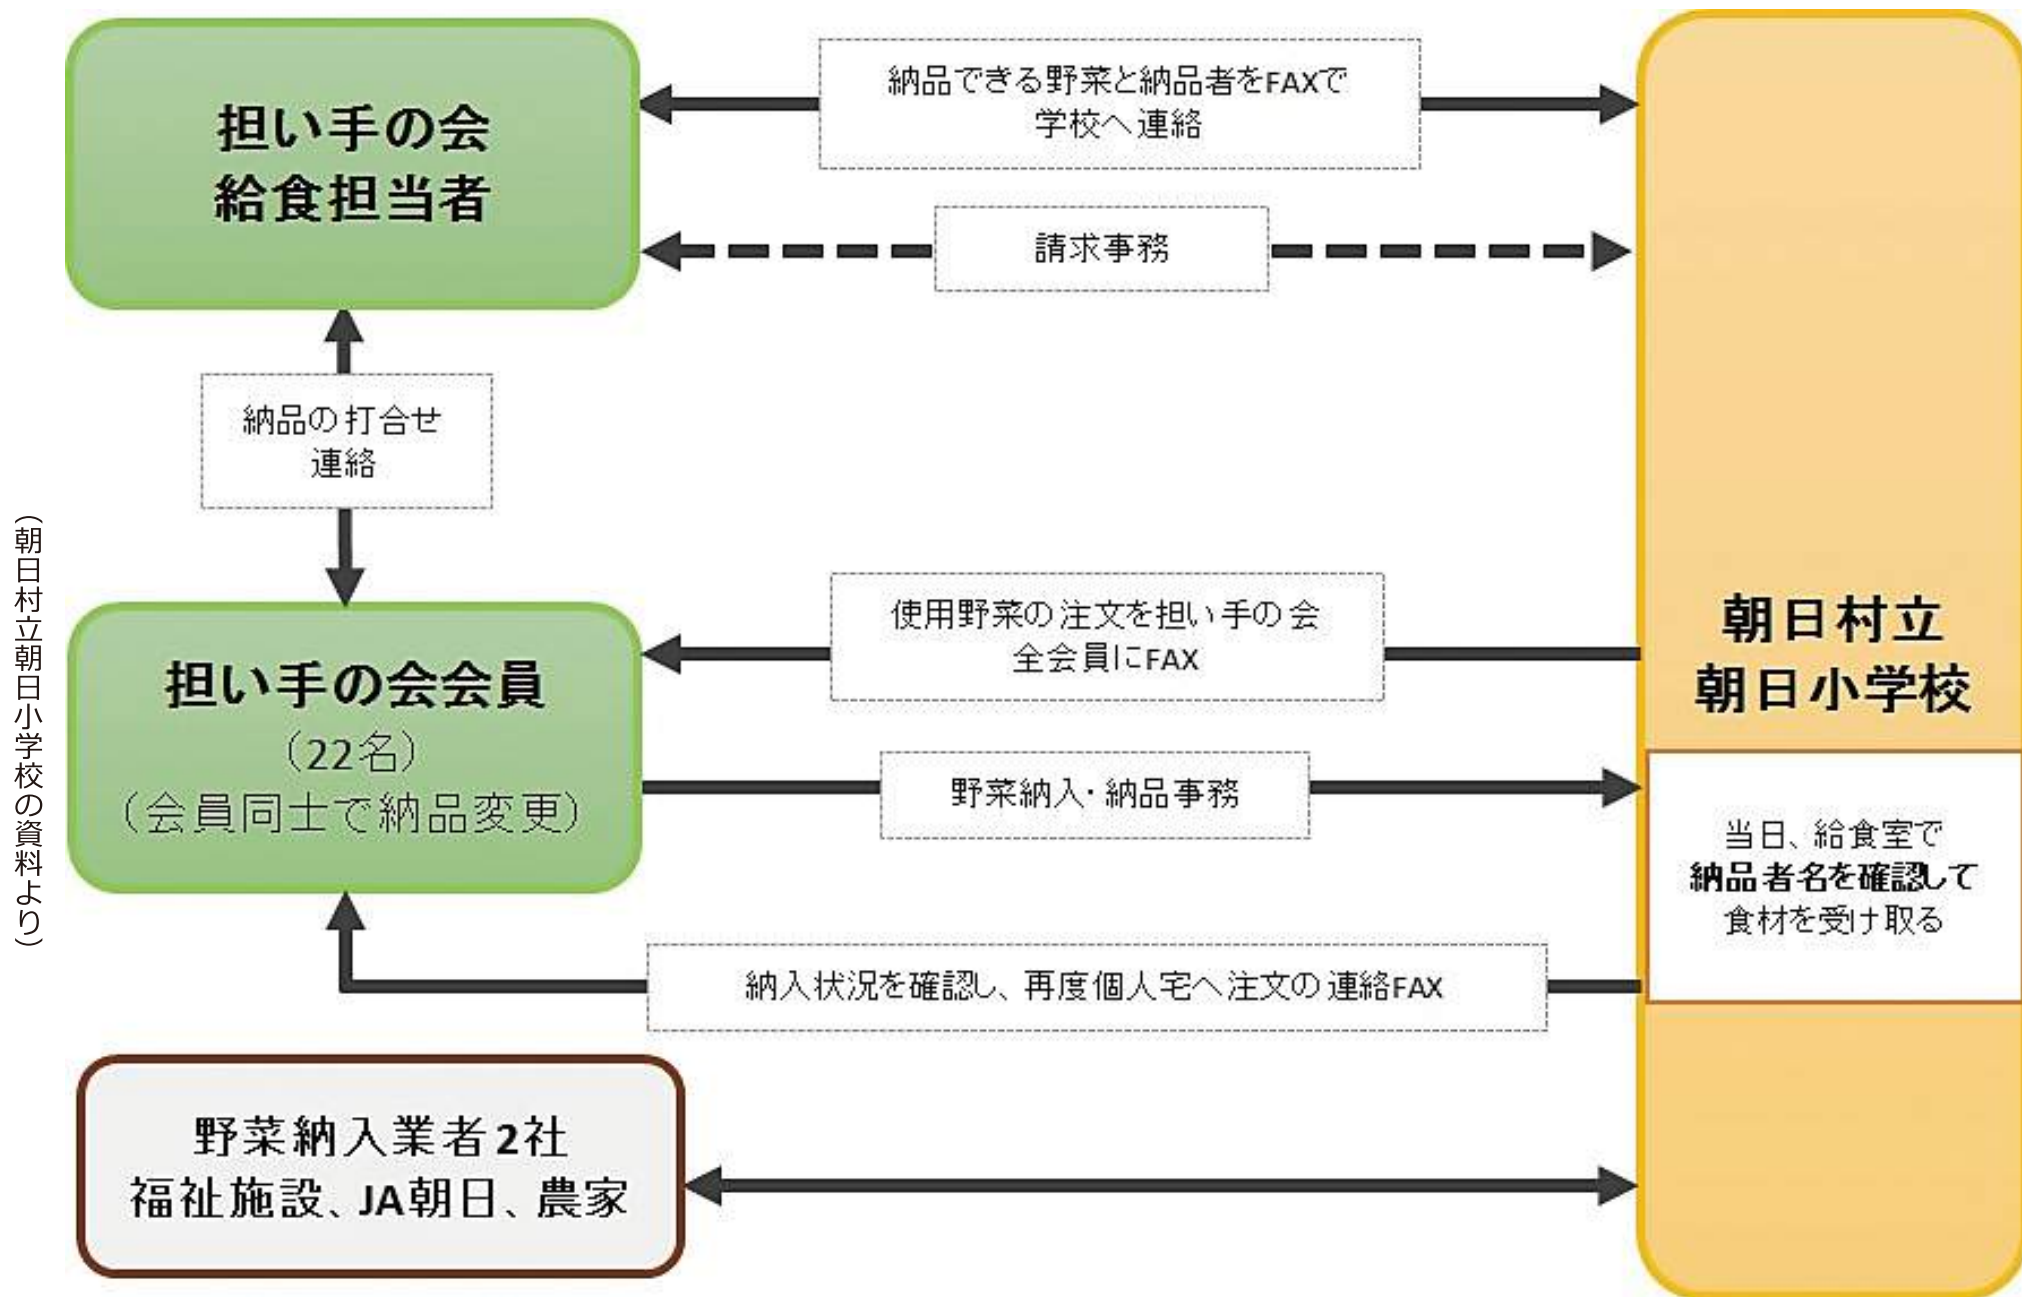 担い手の会
給食担当者
納品できる野菜と納品者をFAXで
学校へ連絡
請求事務
納品の打合せ
連絡
使用野菜の注文を担い手の会
全会員にFAX
担い手の会会員
（22名）
（会員同士で納品変更）
野菜納入・納品事務
朝日村立
朝日小学校
当日、給食室で
納品者名を確認して
食材を受け取る
納入状況を確認し、再度個人宅へ注文の連絡FAX
野菜納入業者2社
福祉施設、JA朝日、農家
（朝日村立朝日小学校の資料より）